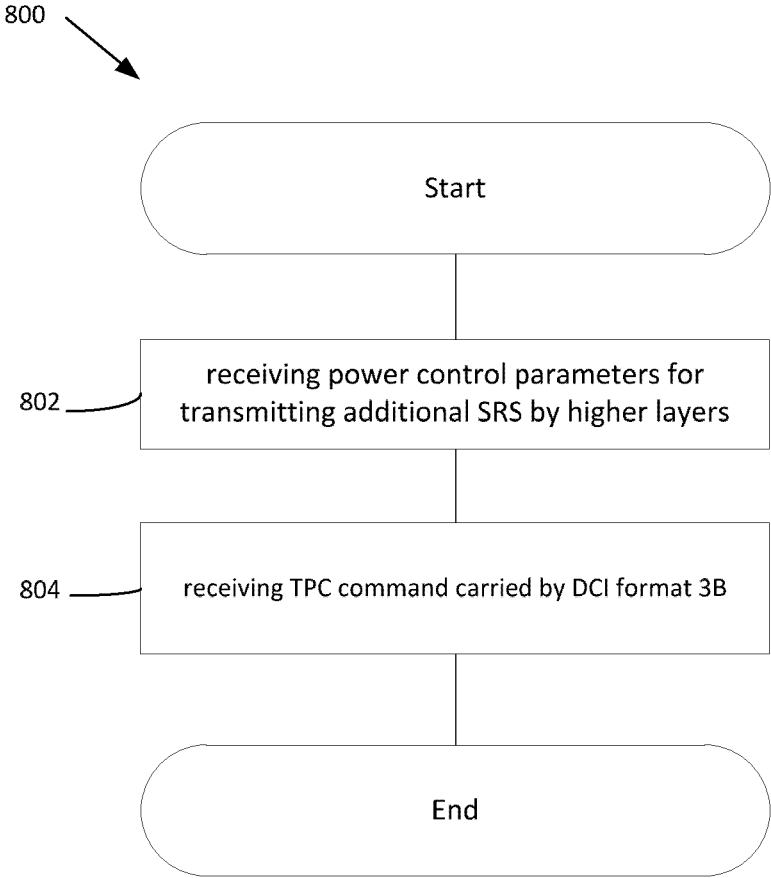 800
Start
802
receiving power control parameters for
transmitting additional SRS by higher layers
804
receiving TPC command carried by DCI format 3B
End